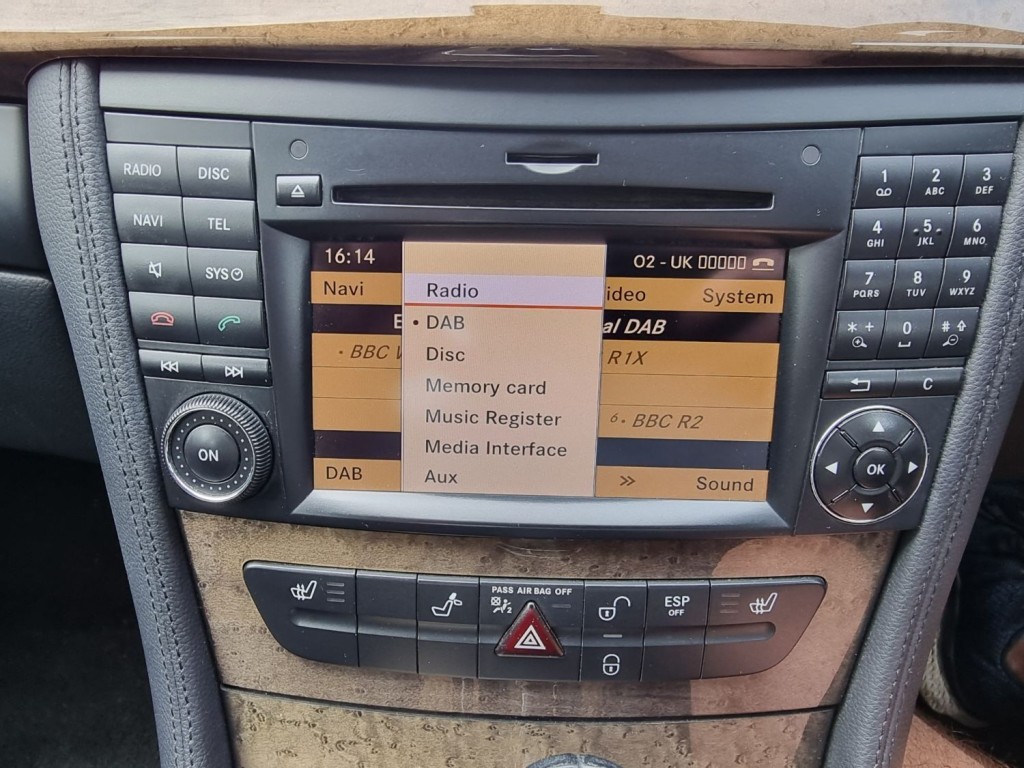 RADIO
DISC
NAVI
TEL
SYS
ON
16:14
O2 - UK
Navi
Radio
System
DAB
al DAB
Disc
BBC
R1X
Memory card
Music Register
6
BBC R2
Media Interface
DAB
Aux
»
Sound
1
2 ABC
3 DEF
4 GHI
5 JKL
6 MNO
7 PQRS
8 TUV
9 WXYZ
* +
0
#
C
OK
PASS AIR BAG OFF
ESP
OFF